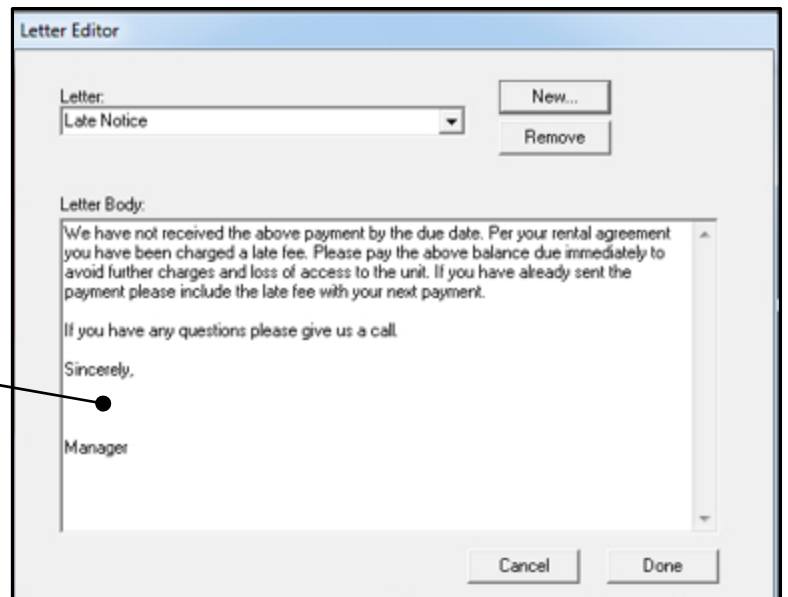 Letter Editor
Letter:
New...
Late Notice
Remove
Letter Body:
We have not received the above payment by the due date. Per your rental agreement
you have been charged a late fee. Please pay the above balance due immediately to
avoid further charges and loss of access to the unit. If you have already sent the
payment please include the late fee with your next payment.
If you have any questions please give us a call.
Sincerely,
Manager
Cancel
Done